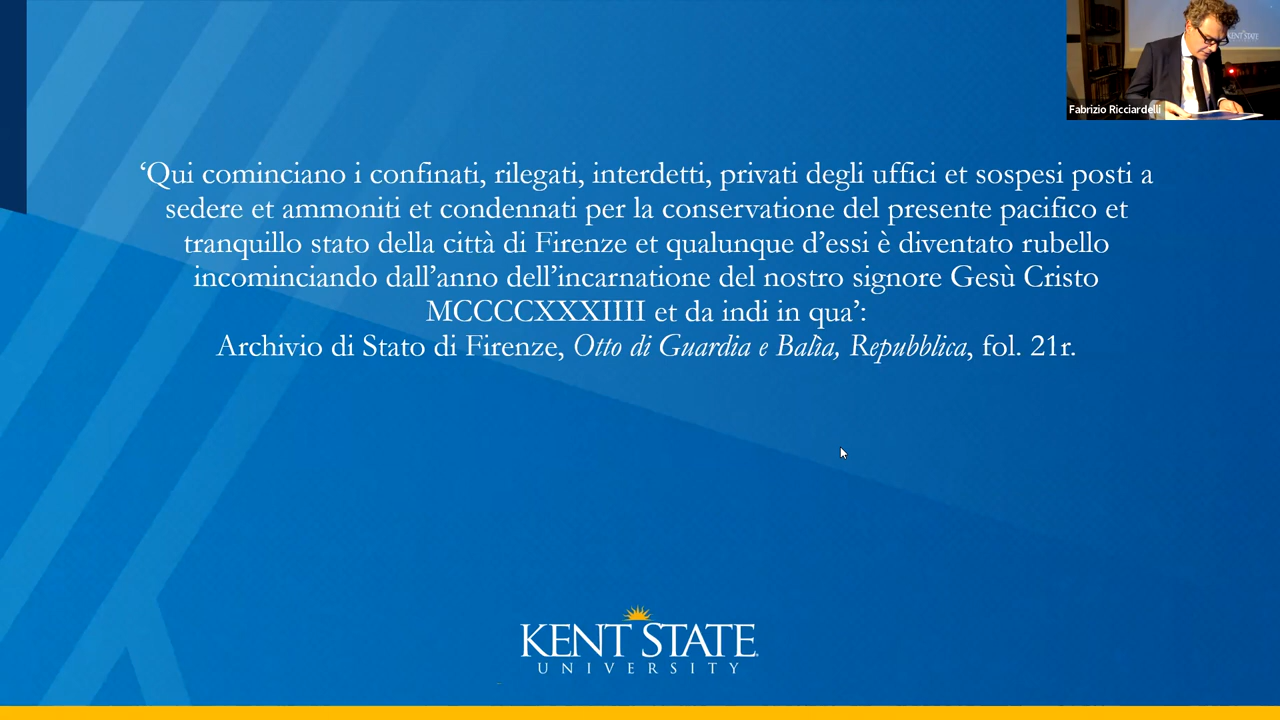 ‘Qui cominciano i confinati, rilegati, interdetti, privati degli uffici et sospesi posti a
sedere et ammoniti et condennati per la conservatione del presente pacifico et
tranquillo stato della città di Firenze et qualunque d’essi è diventato rubello
incominciando dall’anno dell’incarnatione del nostro signore Gesù Cristo
MCCCCXXXIIII et da indi in qua’:
Archivio di Stato di Firenze, Otto di Guardia e Balìa, Repubblica, fol. 21r.
KENT STATE
Fabrizio Ricciardelli
KENT STATE
UNIVERSITY